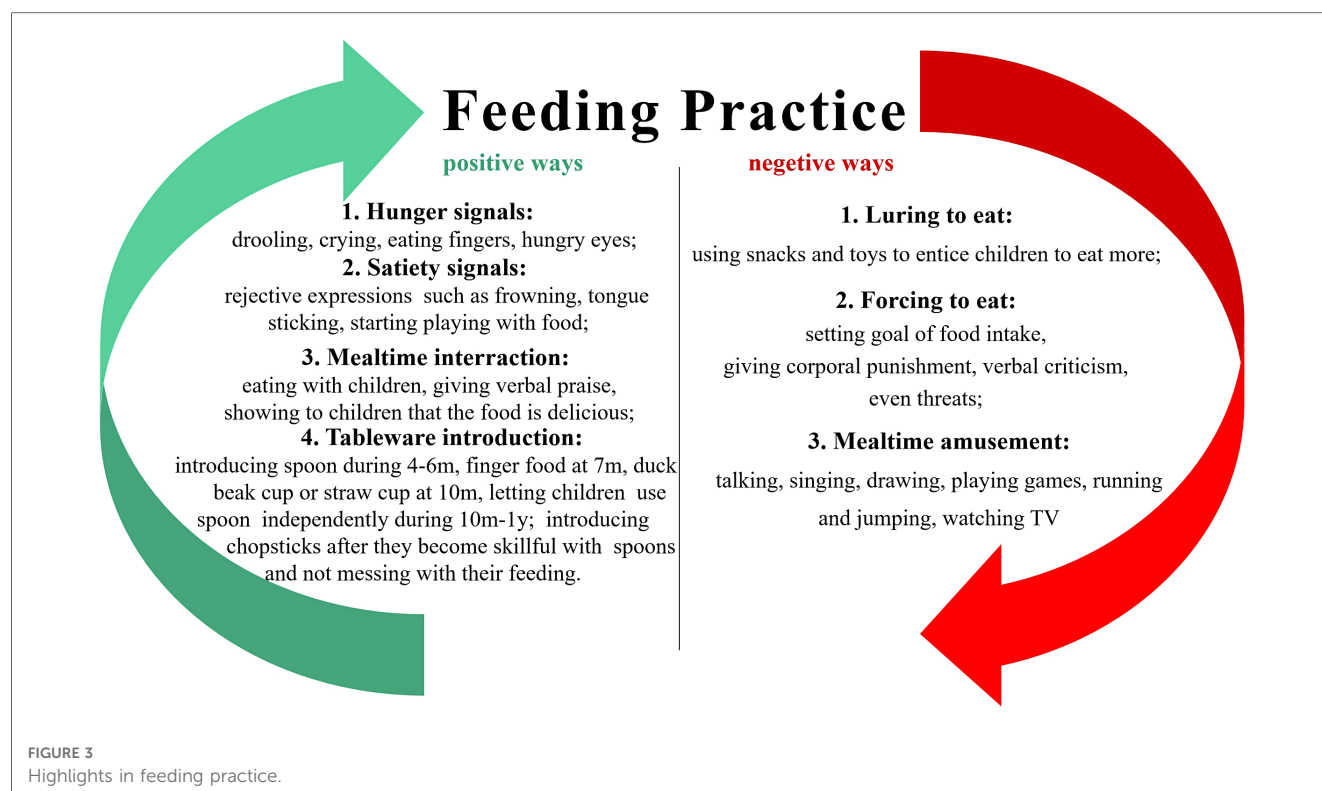 Feeding Practice
positive ways
1. Hunger signals:
drooling, crying, eating fingers, hungry eyes;
2. Satiety signals:
rejective expressions such as frowning, tongue
sticking, starting playing with food;
3. Mealtime interraction:
eating with children, giving verbal praise,
showing to children that the food is delicious;
4. Tableware introduction:
introducing spoon during 4-6m, finger food at 7m, duck
beak cup or straw cup at 10m, letting children use
spoon independently during 10m-1y; introducing
chopsticks after they become skillful with spoons
and not messing with their feeding.
negetive ways
1. Luring to eat:
using snacks and toys to entice children to eat more;
2. Forcing to eat:
setting goal of food intake,
giving corporal punishment, verbal criticism,
even threats;
3. Mealtime amusement:
talking, singing, drawing, playing games, running
and jumping, watching TV
FIGURE 3
Highlights in feeding practice.